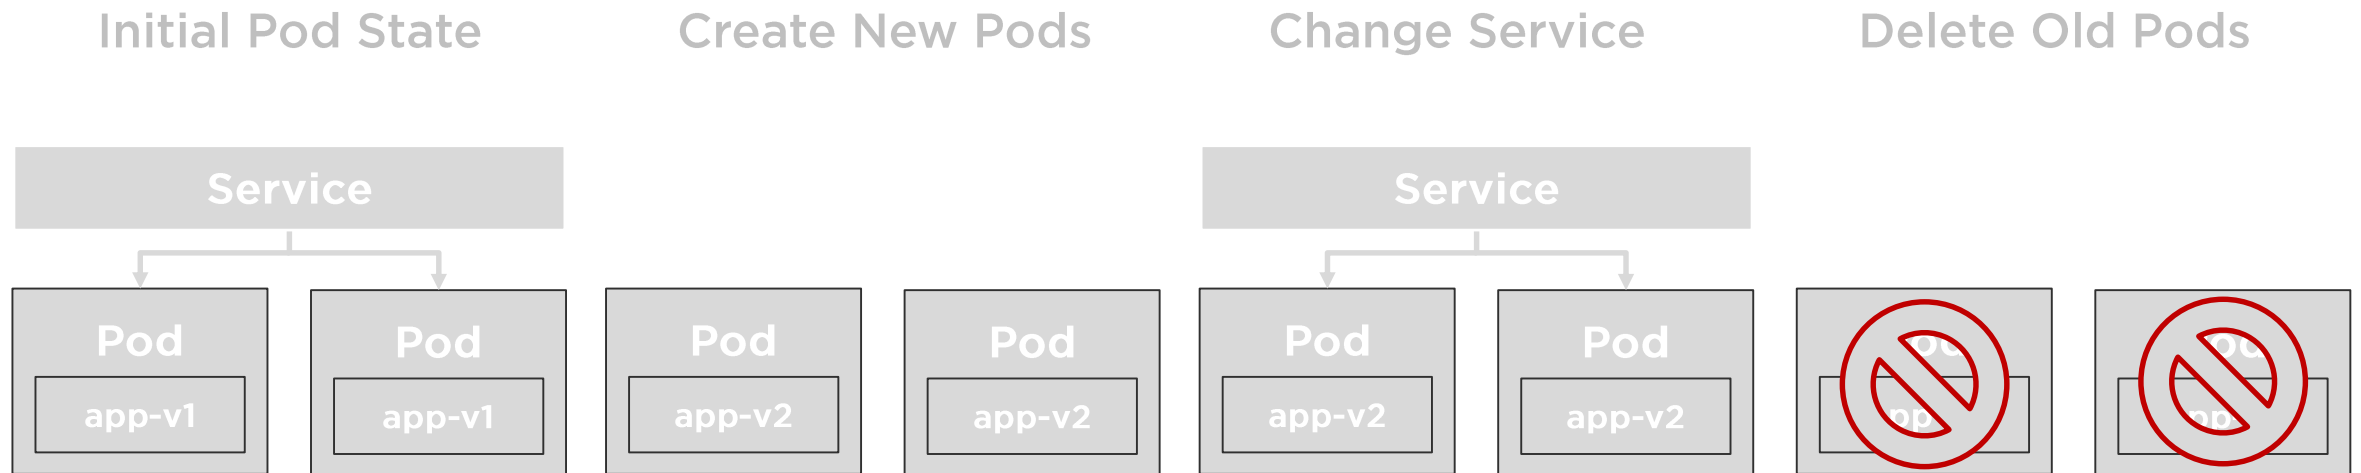 Initial Pod State
Create New Pods
Change Service
Delete Old Pods
Service
Service
Pod
Pod
Pod
Pod
Pod
Pod
app-v1
app-v1
app-v2
app-v2
app-v2
app-v2